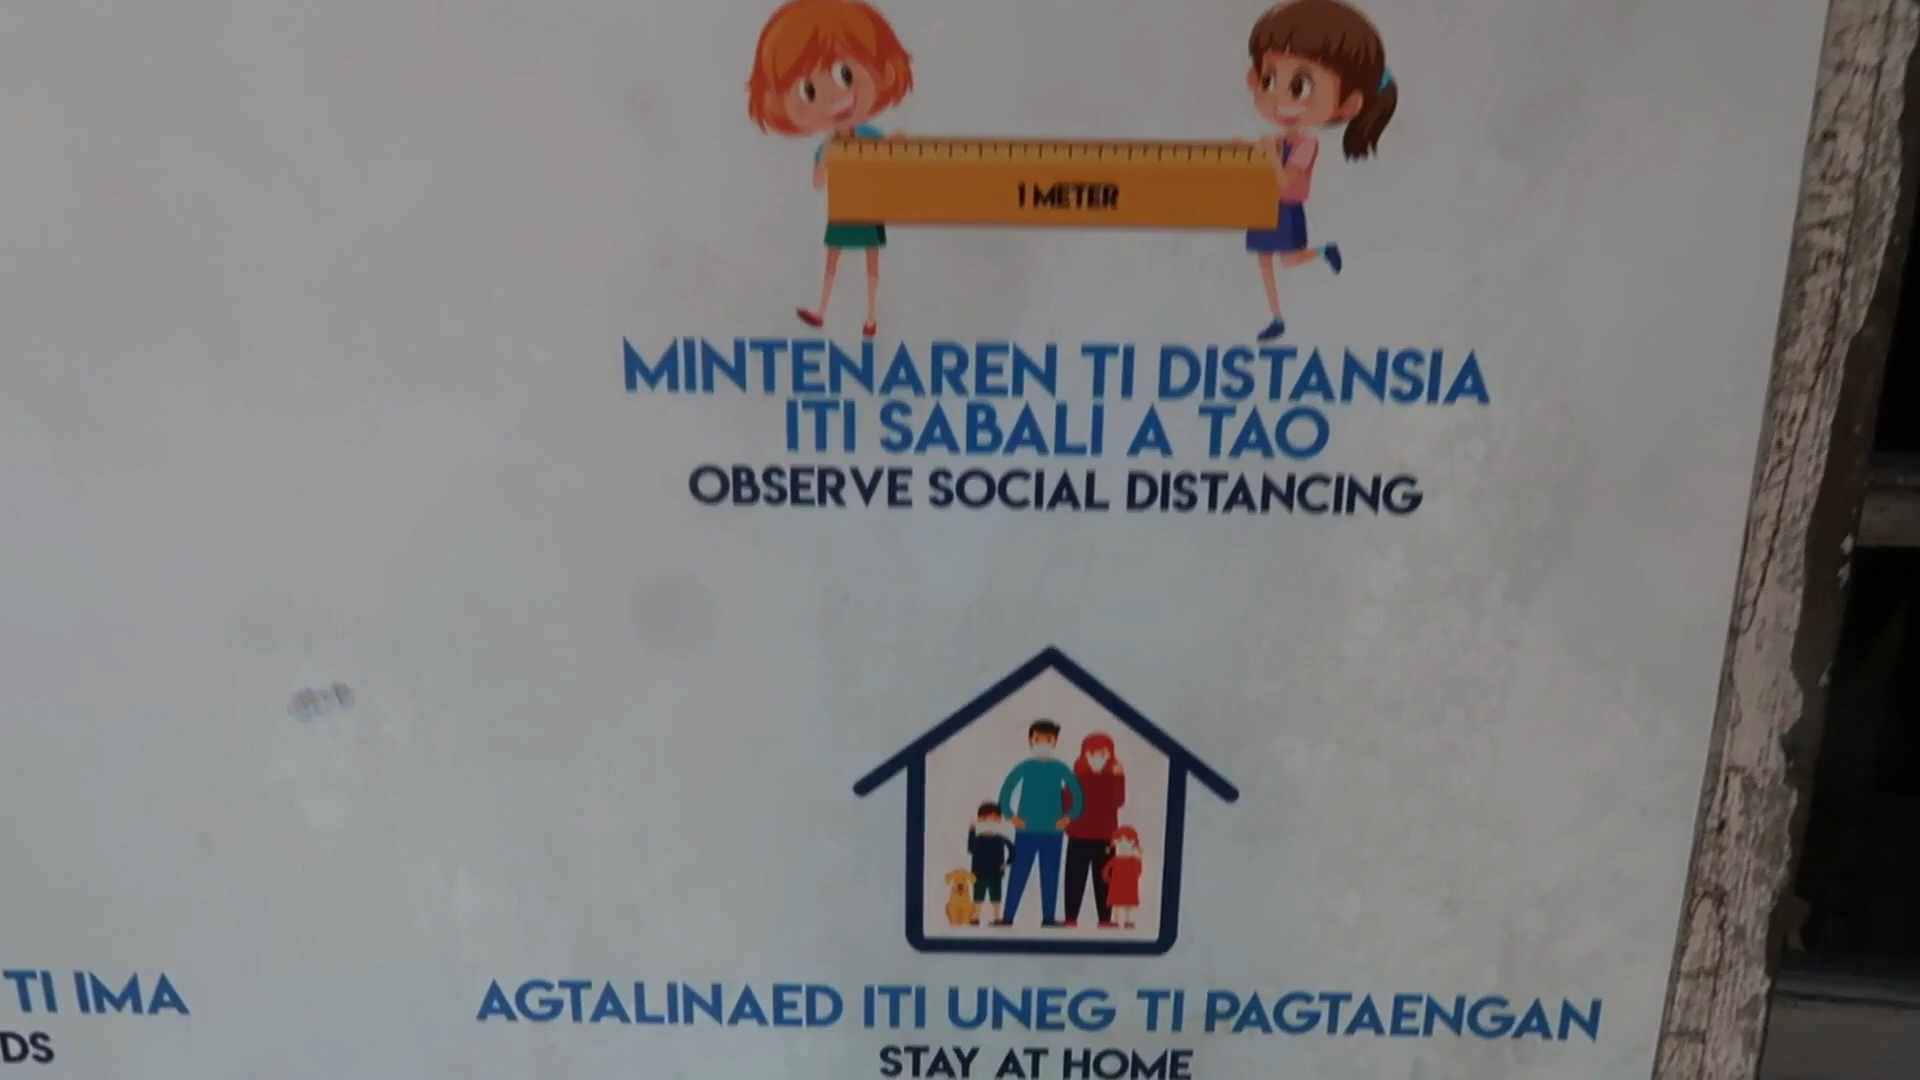 1 METER
MINTENAREN TI DISTANSIA
ITI SABALI A TAO
OBSERVE SOCIAL DISTANCING
TI IMA
DS
AGTALINAED ITI UNEG TI PAGTAENGAN
STAY AT HOME